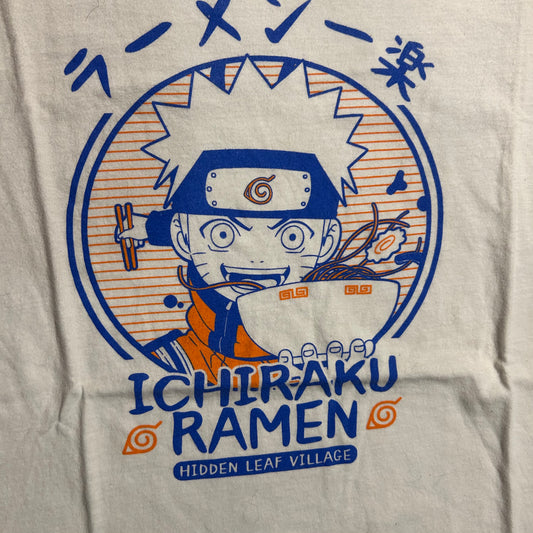 ラーメン一楽
ICHIRAKU
RAMEN
HIDDEN LEAF VILLAGE